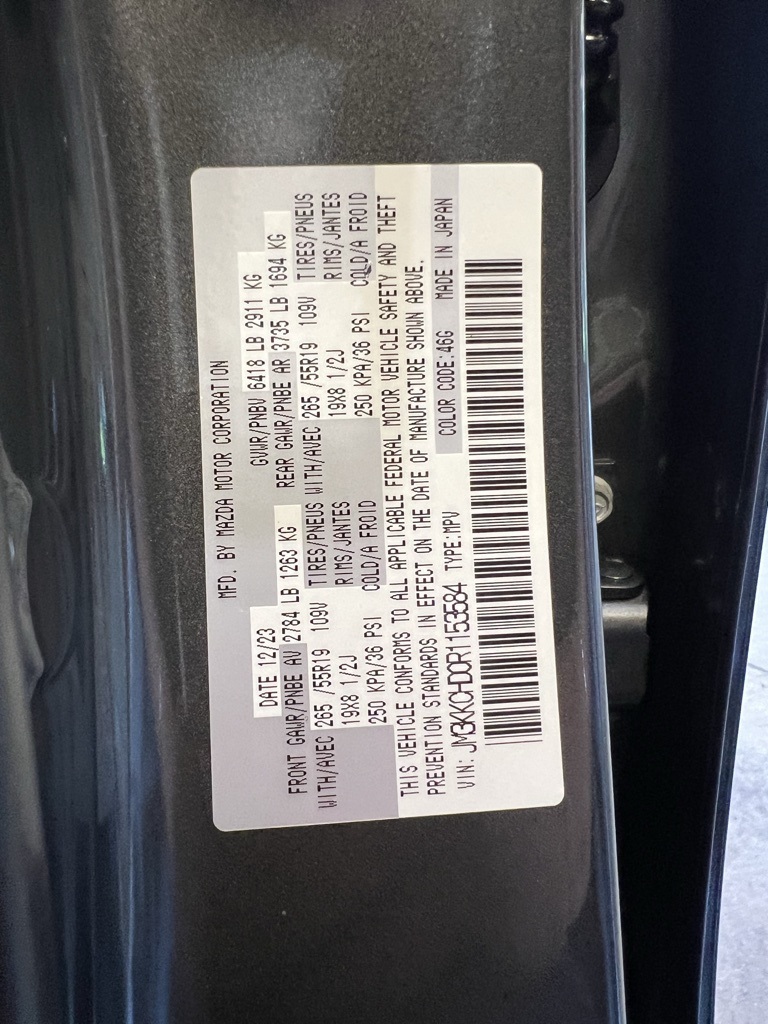 MFD. BY MAZDA MOTOR CORPORATION
DATE 12/23 GVWR/PNBV 6418 LB 2911 KG
FRONT GAWR/PNBE AV 2784 LB 1263 KG REAR GAWR/PNBE AR 3735 LB 1694 KG
WITH/AVEC 265 /55R19 109V TIRES/PNEUS WITH/AVEC 265 /55R19 109V TIRES/PNEUS
19X8 1/2J RIMS/JANTES 19X8 1/2J RIMS/JANTES
250 KPA/36 PSI COLD/A FROID 250 KPA/36 PSI COLD/A FROID
THIS VEHICLE CONFORMS TO ALL APPLICABLE FEDERAL MOTOR VEHICLE SAFETY AND THEFT
PREVENTION STANDARDS IN EFFECT ON THE DATE OF MANUFACTURE SHOWN ABOVE.
VIN: JM3KKCHD0R1153584 TYPE:MPV COLOR CODE:46G MADE IN JAPAN